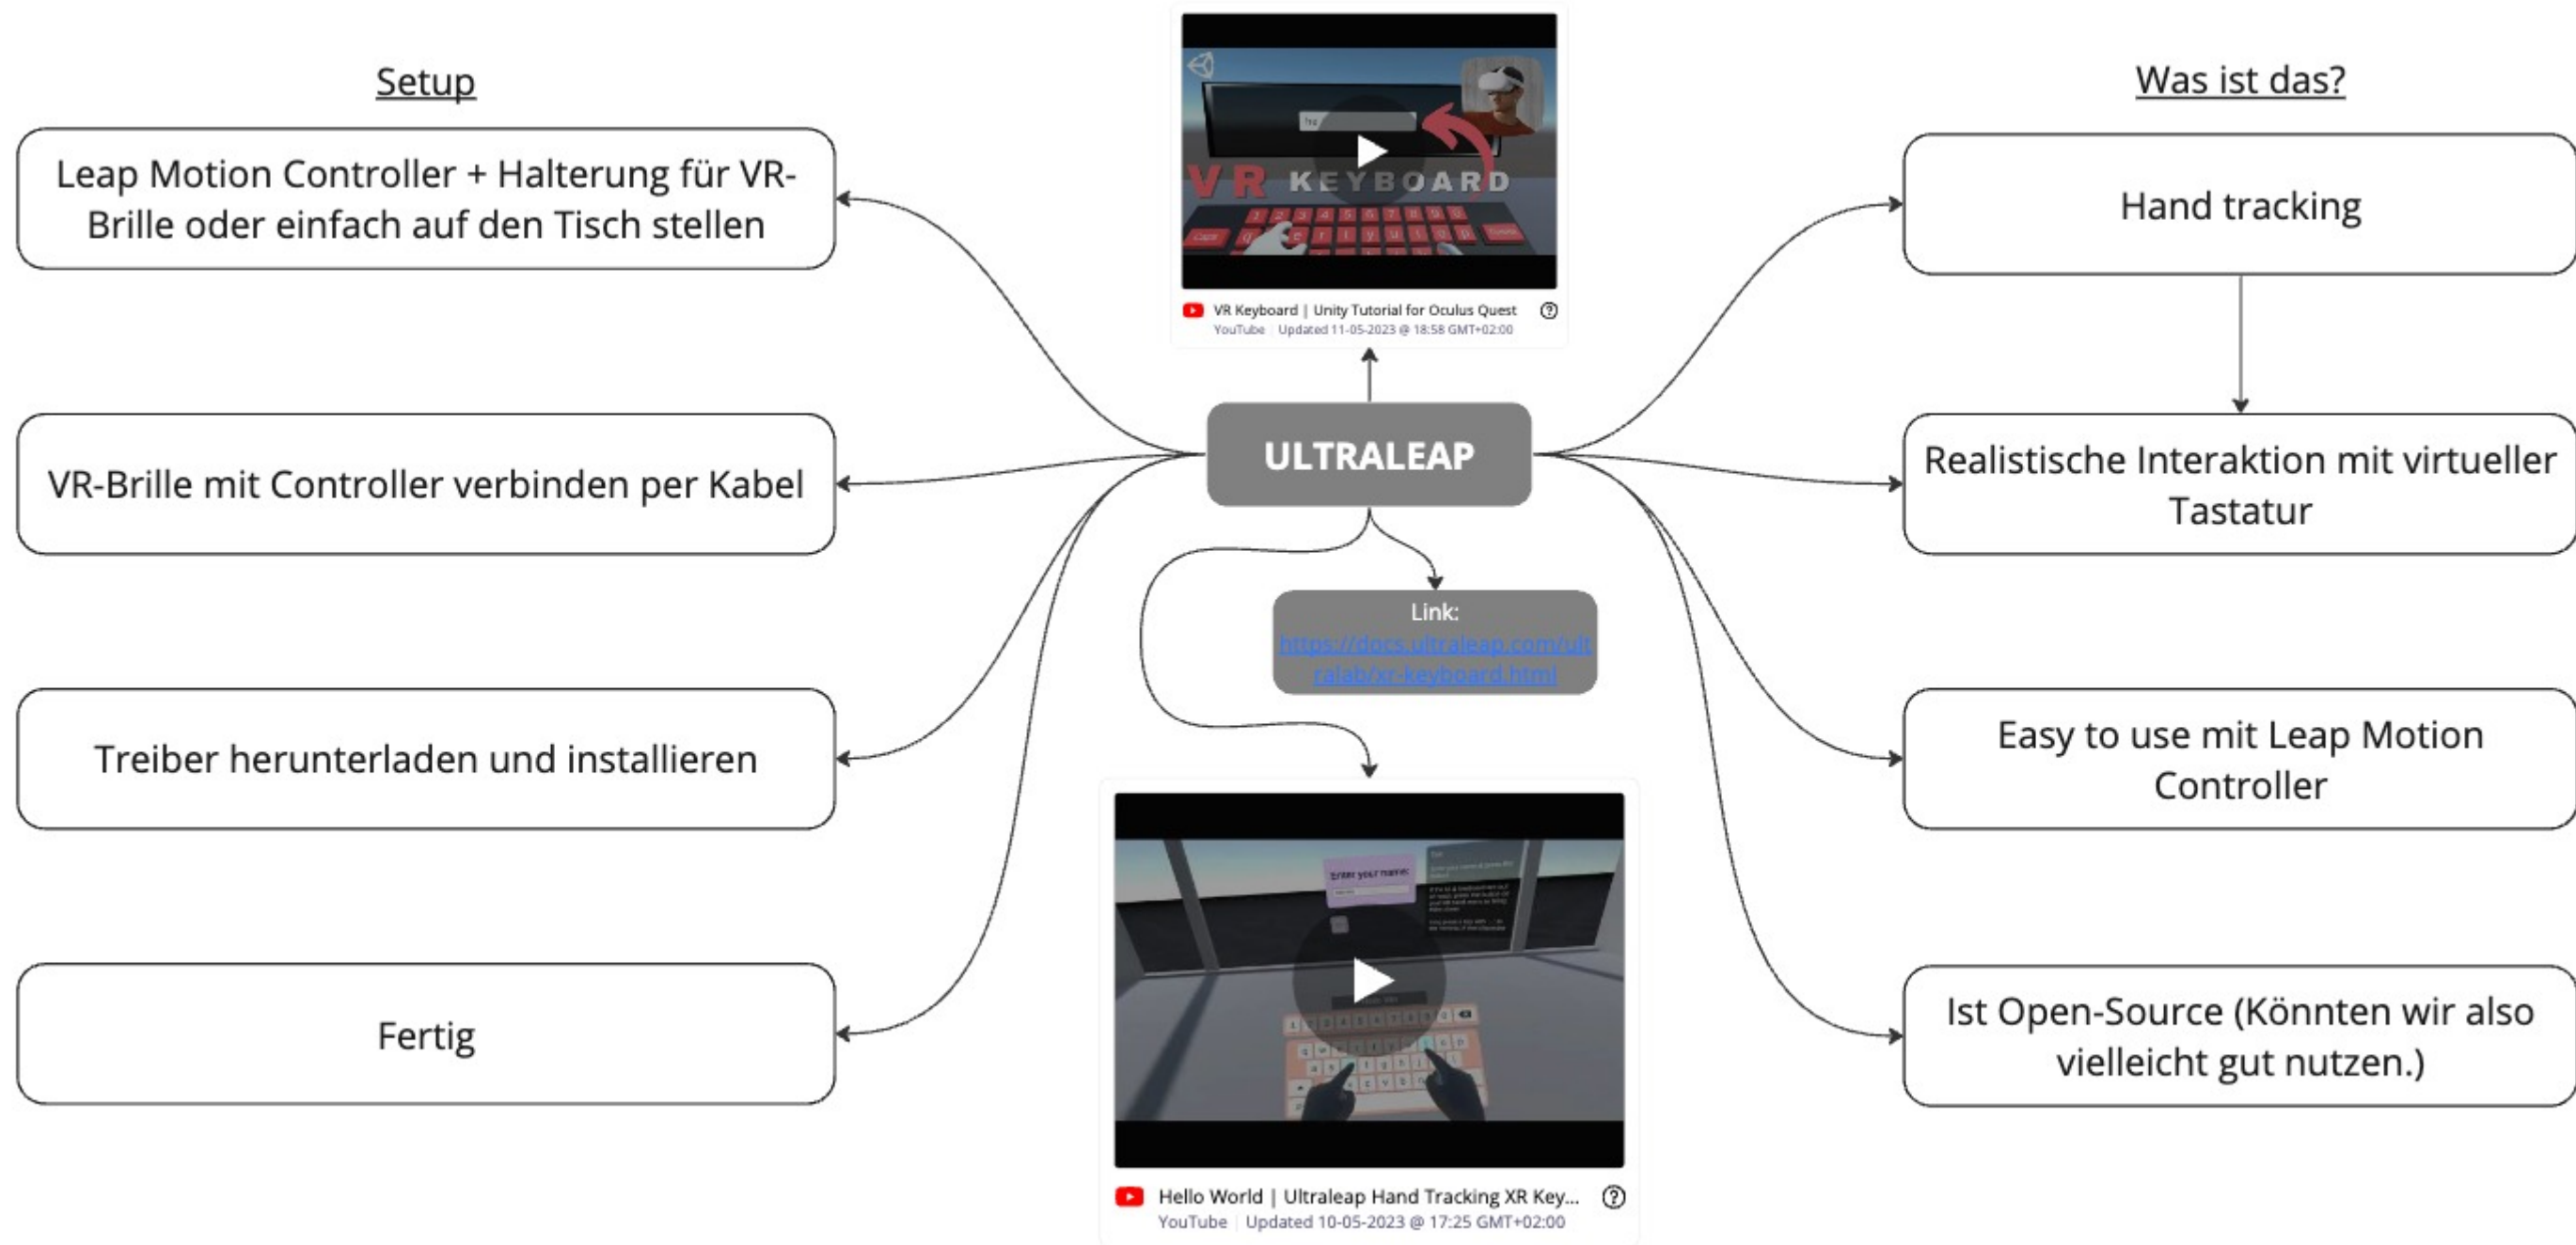 Setup
Leap Motion Controller + Halterung für VR-
Brille oder einfach auf den Tisch stellen
VR-Brille mit Controller verbinden per Kabel
Treiber herunterladen und installieren
Fertig
VR KEYBOARD
VR Keyboard | Unity Tutorial for Oculus Quest
YouTube | Updated 11-05-2023 @ 18:58 GMT+02:00
ULTRALEAP
Link:
https://docs.ultraleap.com/ult
ralab/xr-keyboard.html
Enter your name:
Hello World | Ultraleap Hand Tracking XR Key...
YouTube | Updated 10-05-2023 @ 17:25 GMT+02:00
Was ist das?
Hand tracking
Realistische Interaktion mit virtueller
Tastatur
Easy to use mit Leap Motion
Controller
Ist Open-Source (Könnten wir also
vielleicht gut nutzen.)